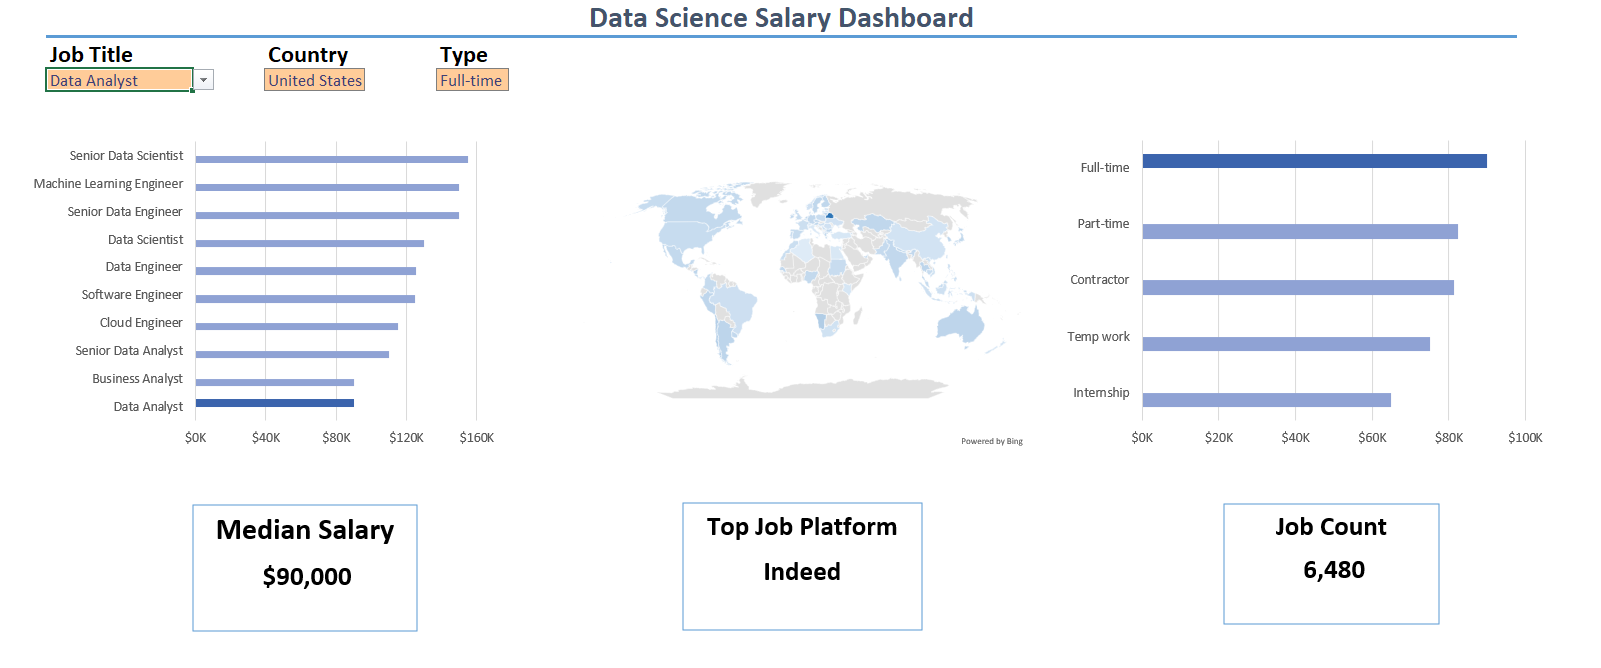 Data Science Salary Dashboard
Job Title
Country
Type
Data Analyst
United States
Full-time
Senior Data Scientist
Machine Learning Engineer
Senior Data Engineer
Data Scientist
Data Engineer
Software Engineer
Cloud Engineer
Senior Data Analyst
Business Analyst
Data Analyst
$0K $40K $80K $120K $160K
Powered by Bing
Full-time
Part-time
Contractor
Temp work
Internship
$0K $20K $40K $60K $80K $100K
Median Salary
$90,000
Top Job Platform
Indeed
Job Count
6,480